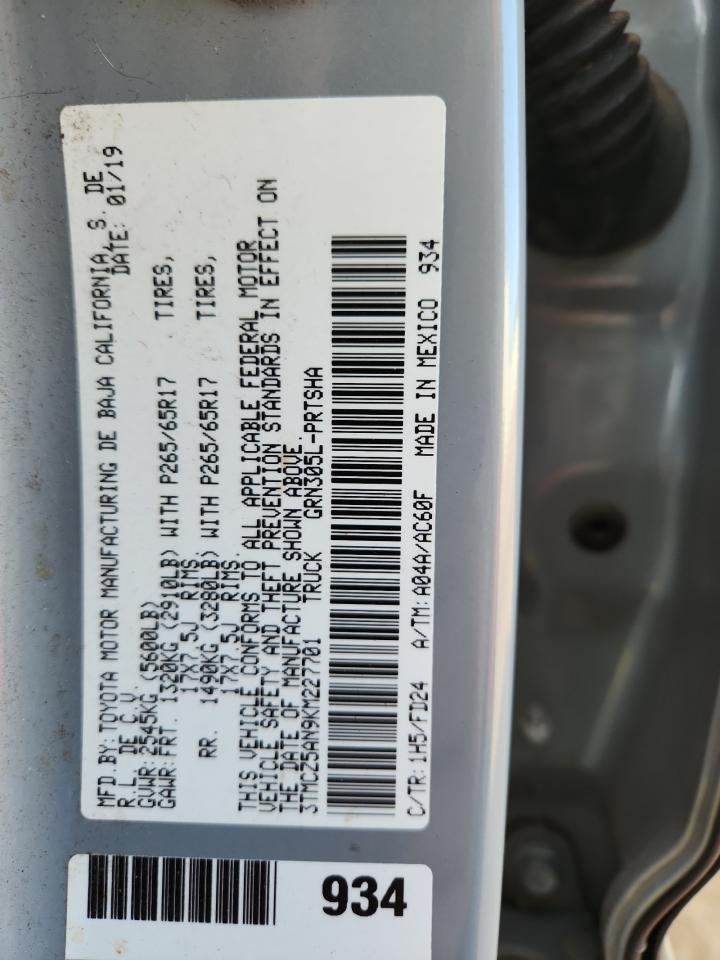 MFD.BY:TOYOTA MOTOR MANUFACTURING DE BAJA CALIFORNIA, S. DE
R.L. DE C.V. DATE: 01/19
GVWR:2545KG (5600LB)
GAWR:FRT. 1320KG (2910LB) WITH P265/65R17 TIRES,
17X7.5J RIMS.
RR. 1490KG (3280LB) WITH P265/65R17 TIRES,
17X7.5J RIMS.
THIS VEHICLE CONFORMS TO ALL APPLICABLE FEDERAL MOTOR
VEHICLE SAFETY AND THEFT PREVENTION STANDARDS IN EFFECT ON
THE DATE OF MANUFACTURE SHOWN ABOVE.
3TMCZ5AN9KM227701 TRUCK GRN305L-PRTSHA
C/TR:1H5/FD24 A/TM:A04A/AC60F MADE IN MEXICO 934
934